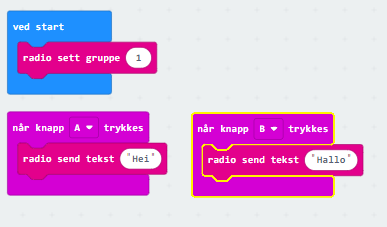 ved start
radio sett gruppe 1
når knapp A trykkes
radio send tekst "Hei"
når knapp B trykkes
radio send tekst "Hallo"